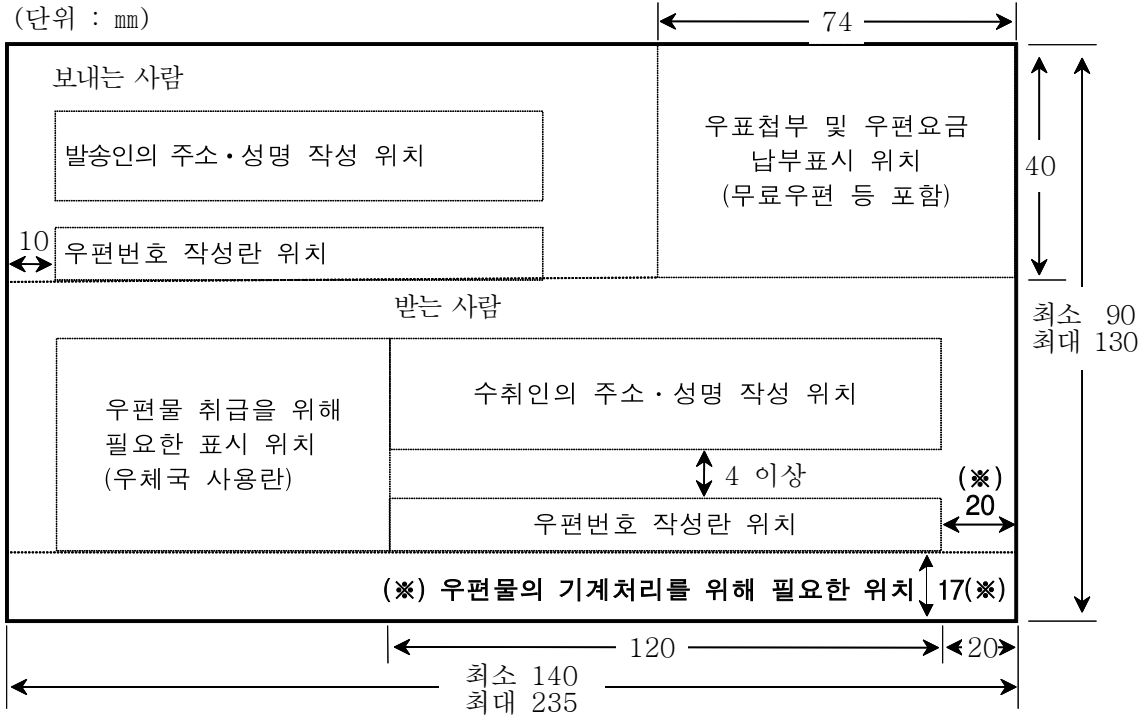 (단위 : ㎜)
74
보내는 사람
발송인의 주소·성명 작성 위치
우표첩부 및 우편요금
납부표시 위치
(무료우편 등 포함)
40
10
우편번호 작성란 위치
받는 사람
최소 90
최대 130
우편물 취급을 위해
필요한 표시 위치
(우체국 사용란)
수취인의 주소·성명 작성 위치
4 이상
(※)
20
우편번호 작성란 위치
(※) 우편물의 기계처리를 위해 필요한 위치
17(※)
120
20
최소 140
최대 235